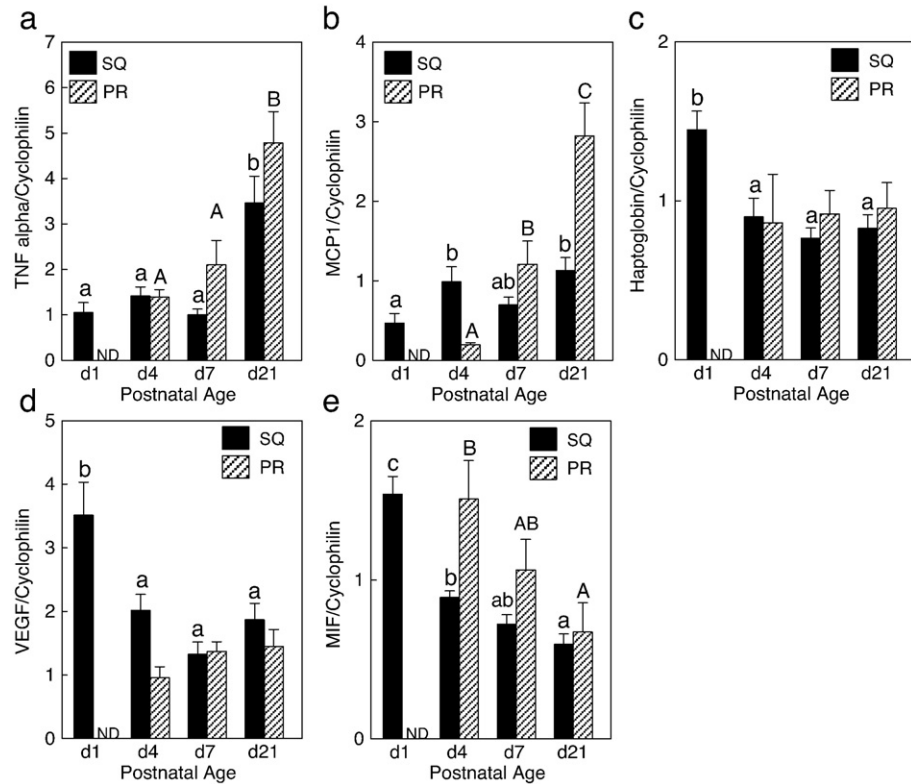 a
7
6
5
4
3
2
1
0
TNF alpha/Cyclophilin
SQ
PR
a
ND
a
A
a
A
b
B
d1 d4 d7 d21
Postnatal Age
b
4
3
2
1
0
MCP1/Cyclophilin
SQ
PR
a
ND
b
A
ab
B
b
C
d1 d4 d7 d21
Postnatal Age
c
2
1
0
Haptoglobin/Cyclophilin
SQ
PR
b
ND
a
a
a
d1 d4 d7 d21
Postnatal Age
d
5
4
3
2
1
0
VEGF/Cyclophilin
SQ
PR
b
ND
a
a
a
d1 d4 d7 d21
Postnatal Age
e
2
1
0
MIF/Cyclophilin
SQ
PR
c
ND
b
B
ab
AB
a
A
d1 d4 d7 d21
Postnatal Age